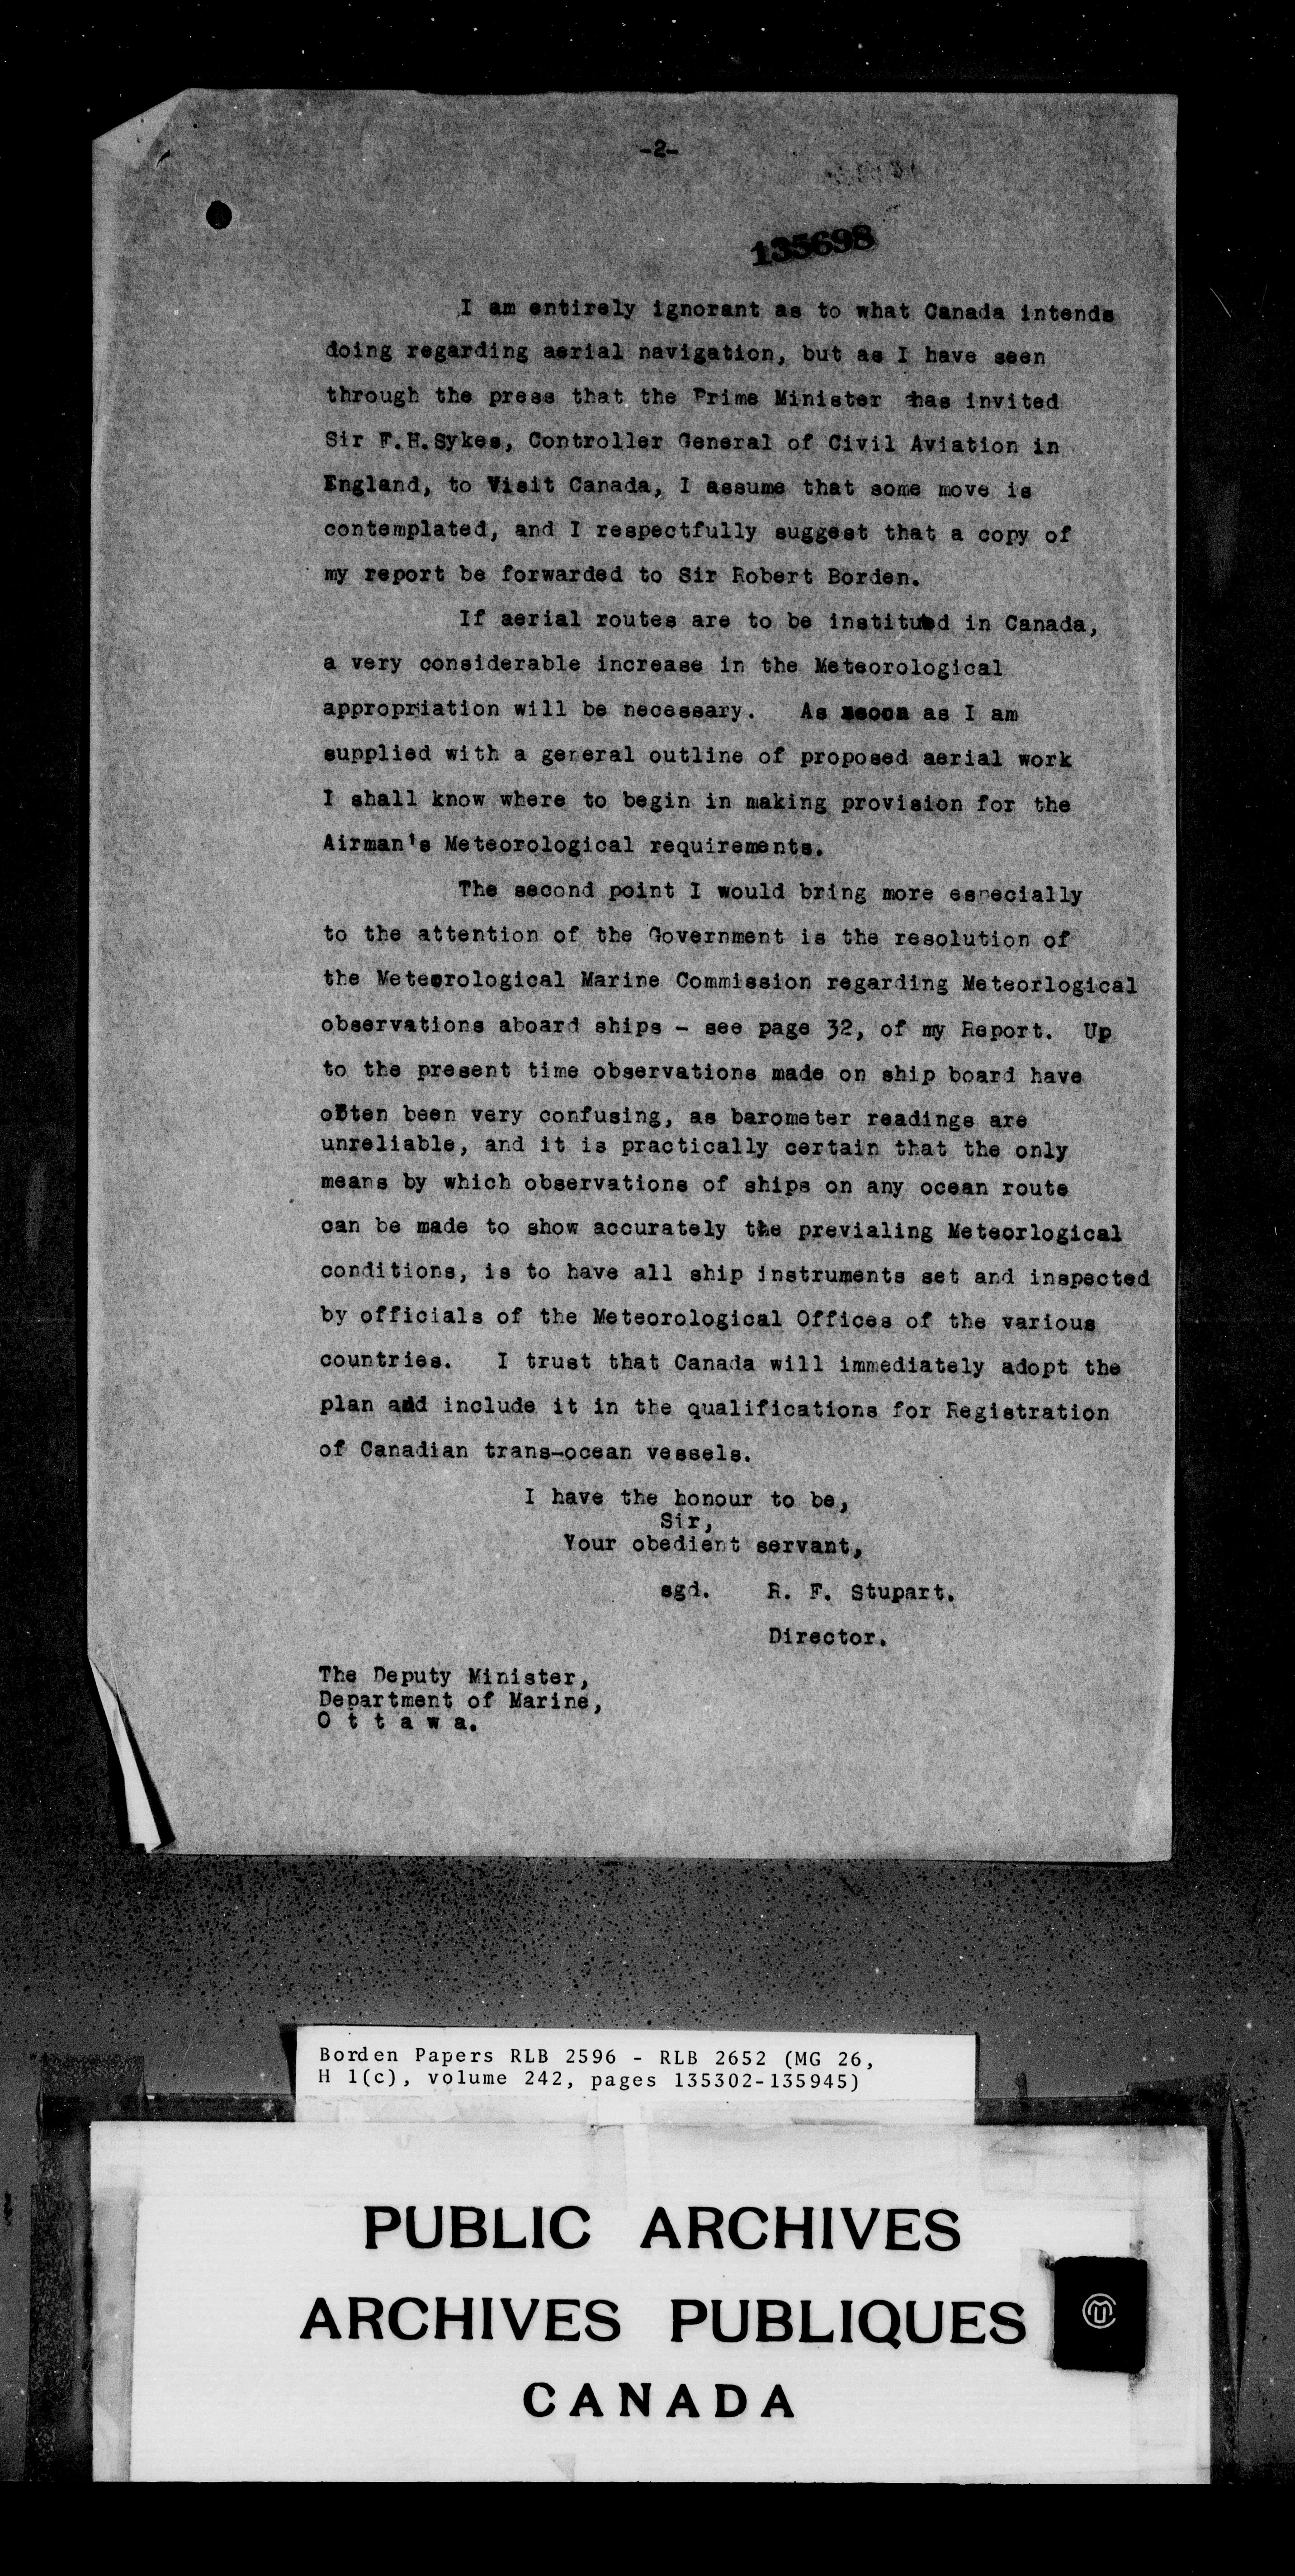 -2-
135698
I am entirely ignorant as to what Canada intends
doing regarding aerial navigation, but as I have seen
through the press that the Prime Minister has invited
Sir F.H.Sykes, Controller General of Civil Aviation in
England, to Visit Canada, I assume that some move is
contemplated, and I respectfully suggest that a copy of
my report be forwarded to Sir Robert Borden.
If aerial routes are to be instituted in Canada,
a very considerable increase in the Meteorological
appropriation will be necessary. As as I am
supplied with a general outline of proposed aerial work
I shall know where to begin in making provision for the
Airman's Meteorological requirements.
The second point I would bring more especially
to the attention of the Government is the resolution of
the Meteorological Marine Commission regarding Meteorlogical
observations aboard ships - see page 32, of my Report. Up
to the present time observations made on ship board have
often been very confusing, as barometer readings are
unreliable, and it is practically certain that the only
means by which observations of ships on any ocean route
can be made to show accurately the previaling Meteorlogical
conditions, is to have all ship instruments set and inspected
by officials of the Meteorological Offices of the various
countries. I trust that Canada will immediately adopt the
plan and include it in the qualifications for Registration
of Canadian trans-ocean vessels.
I have the honour to be,
Sir,
Your obedient servant,
sgd. R. F. Stupart.
Director.
The Deputy Minister,
Department of Marine,
O t t a w a.
Borden Papers RLB 2596 - RLB 2652 (MG 26,
H 1(c), volume 242, pages 135302-135945)
PUBLIC ARCHIVES
ARCHIVES PUBLIQUES
CANADA